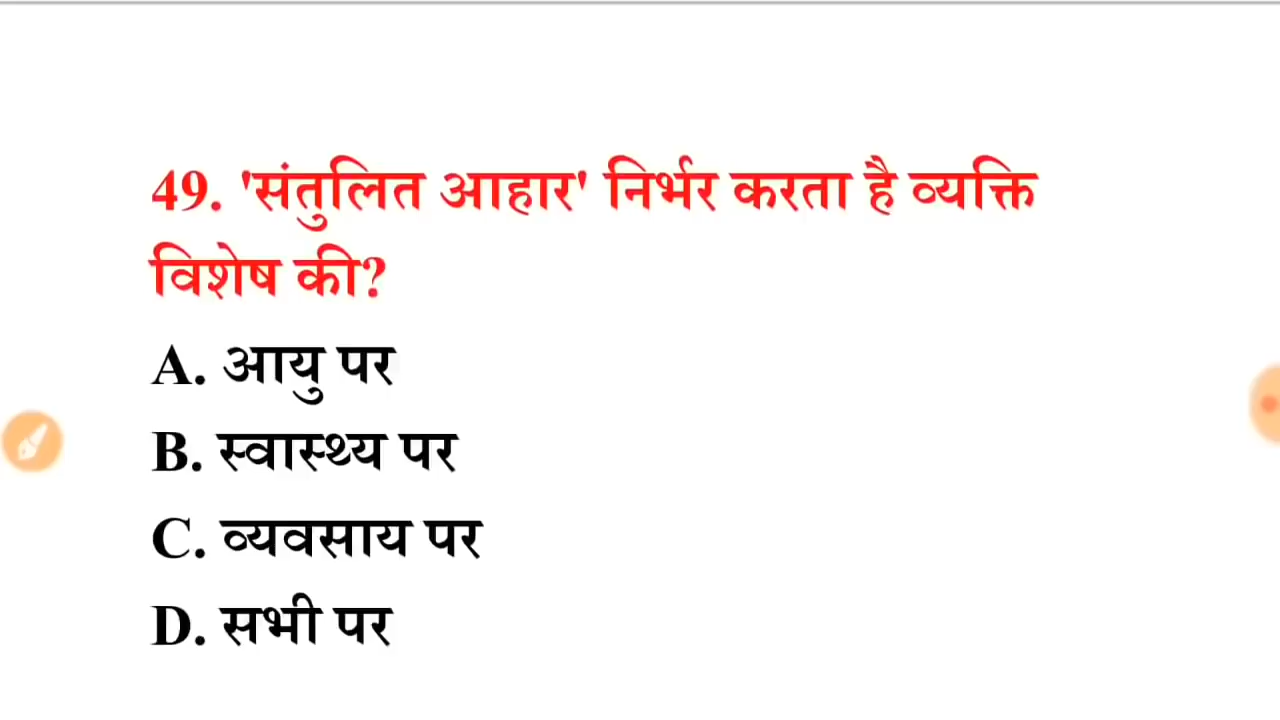 49. 'संतुलित आहार' निर्भर करता है व्यक्ति
विशेष की?
A. आयु पर
B. स्वास्थ्य पर
C. व्यवसाय पर
D. सभी पर